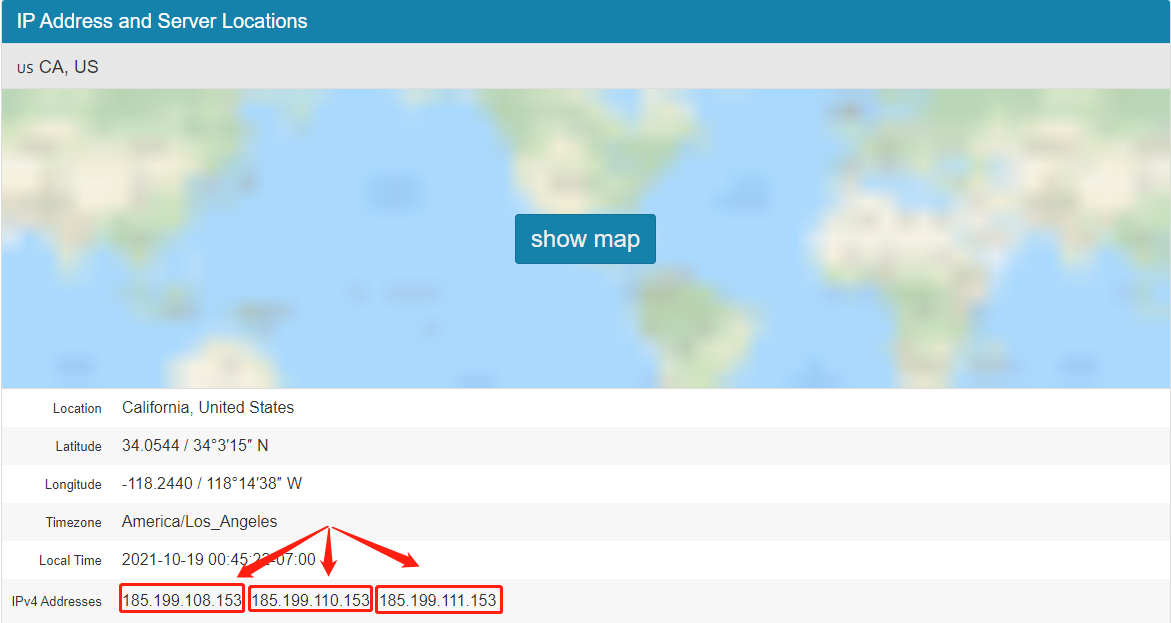 IP Address and Server Locations
US CA, US
show map
Location California, United States
Latitude 34.0544 / 34°3′15″ N
Longitude -118.2440 / 118°14′38″ W
Timezone America/Los_Angeles
Local Time 2021-10-19 00:45:22-07:00
IPv4 Addresses 185.199.108.153 185.199.110.153 185.199.111.153